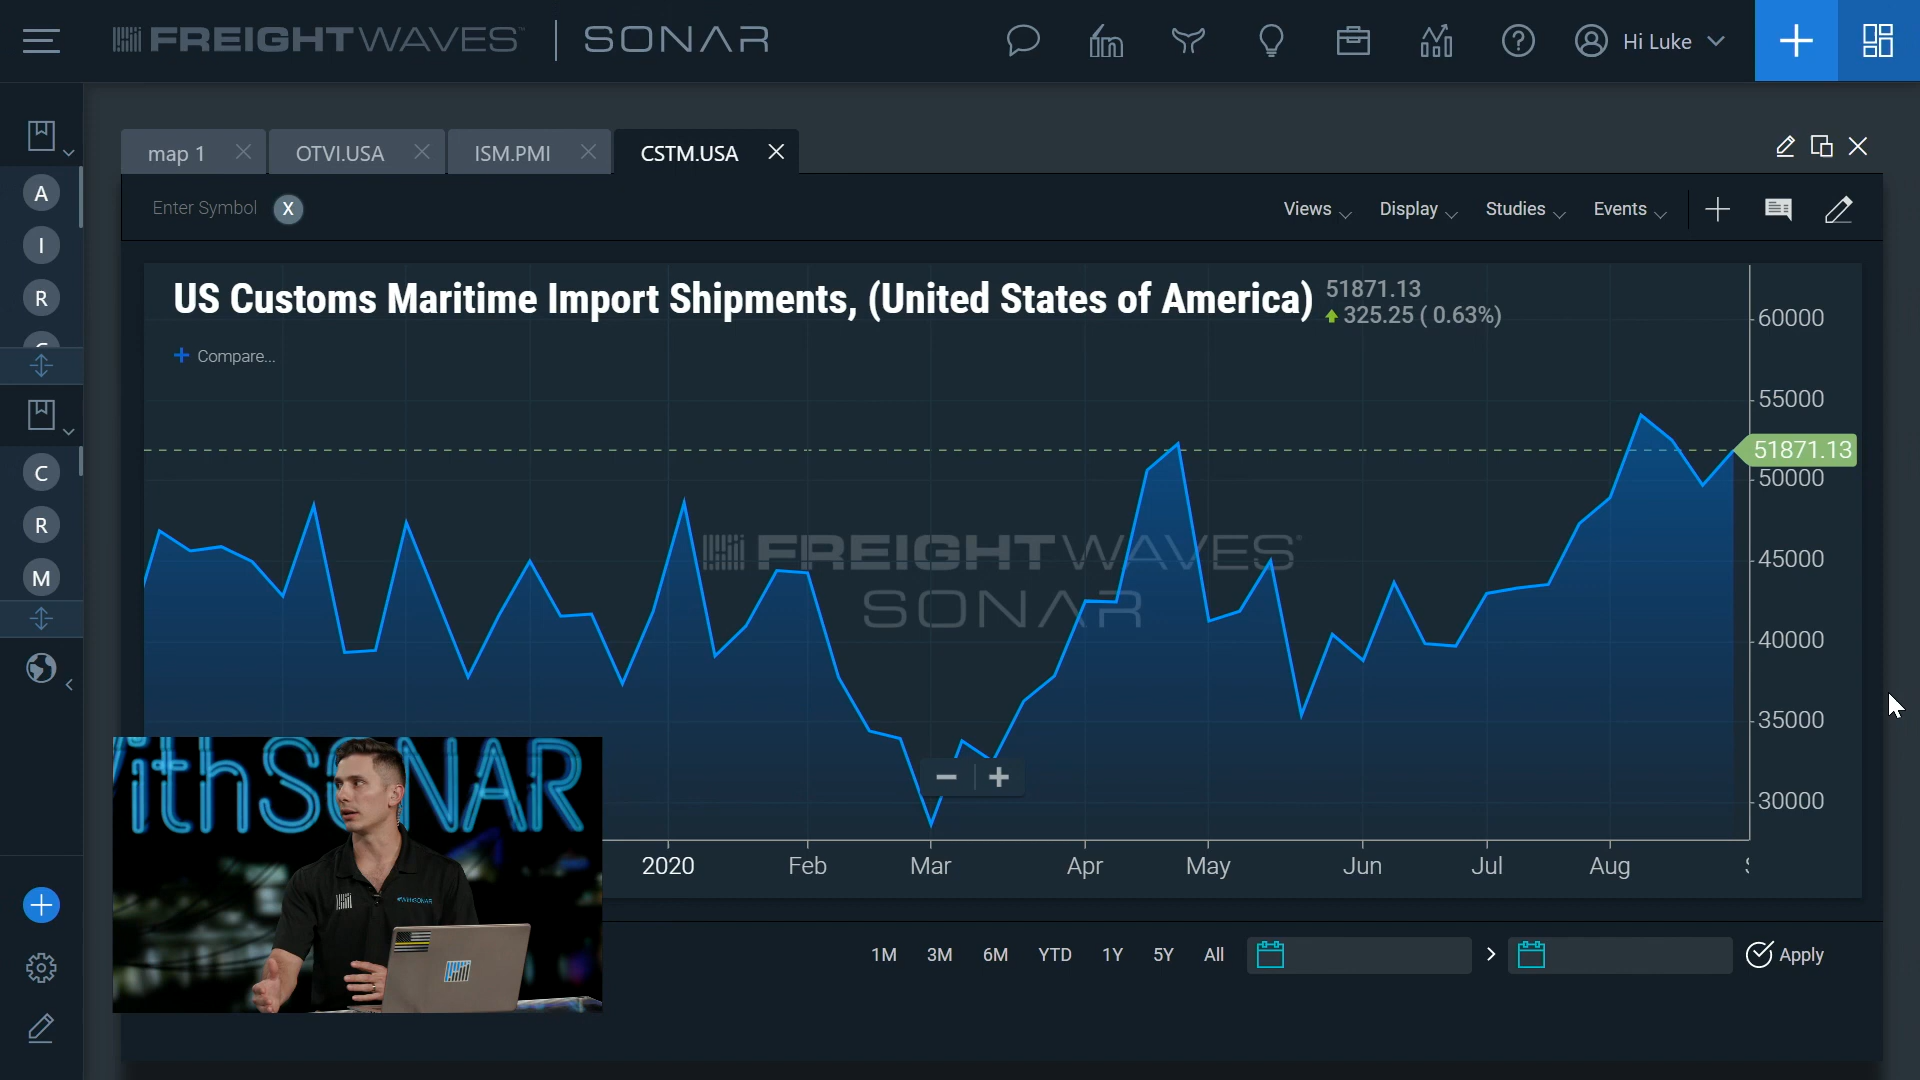 FREIGHTWAVES™ | SONAR
Hi Luke
map 1
OTVI.USA
ISM.PMI
CSTM.USA
Enter Symbol X
Views Display Studies Events
A
I
R
C
R
M
US Customs Maritime Import Shipments, (United States of America)
51871.13
325.25 ( 0.63%)
+ Compare...
60000
55000
51871.13
50000
45000
40000
35000
30000
FREIGHTWAVES
SONAR
2020 Feb Mar Apr May Jun Jul Aug
ithSONAR
#WITHSONAR
1M 3M 6M YTD 1Y 5Y All
Apply